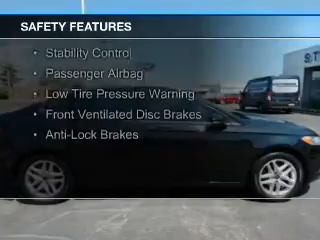 SAFETY FEATURES
• Stability Control
• Passenger Airbag
• Low Tire Pressure Warning
• Front Ventilated Disc Brakes
• Anti-Lock Brakes